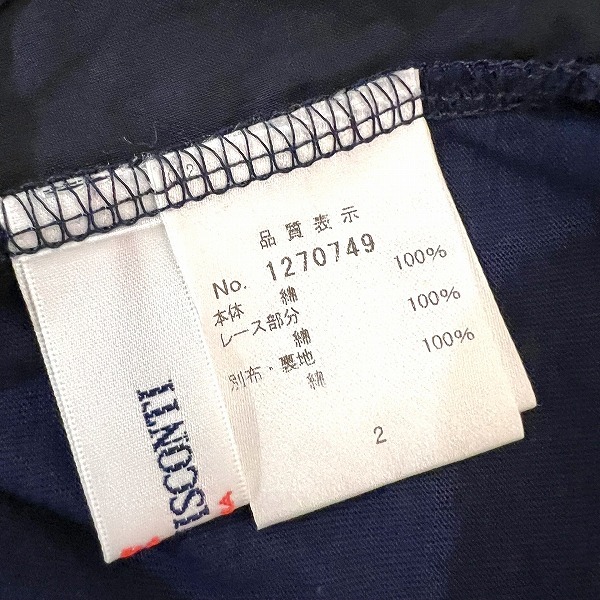 品質表示
No. 1270749
本体 綿 100%
レース部分
綿 100%
別布・裏地
綿 100%
2
2
ISCONTI